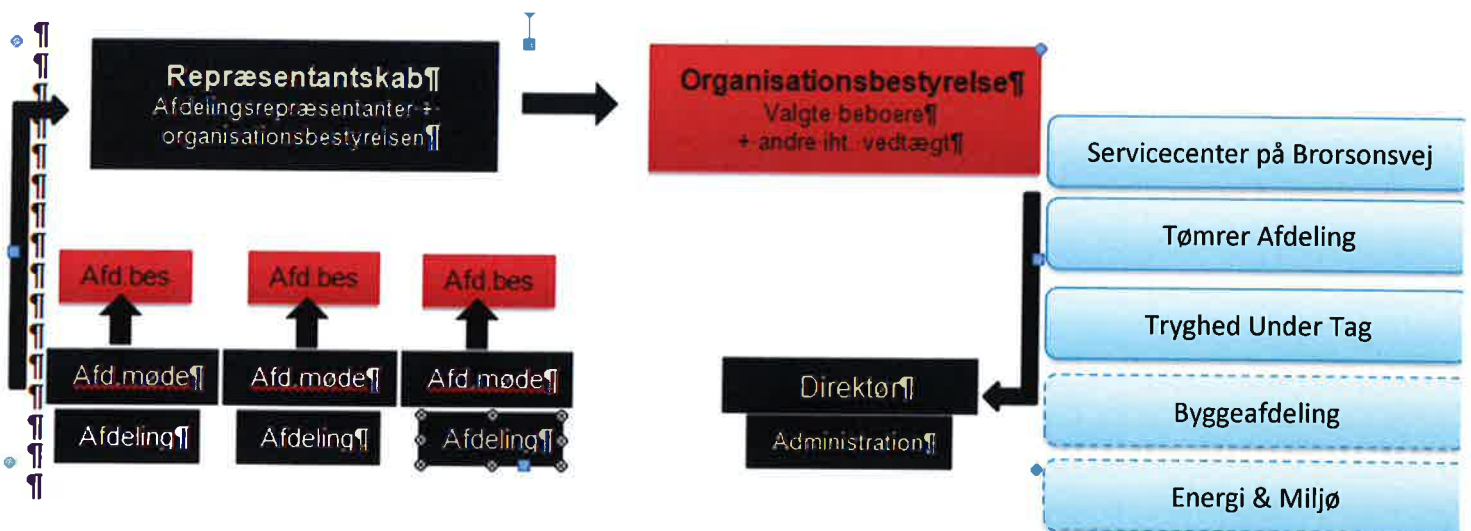 Repræsentantskab¶
Afdelingsrepræsentanter +
organisationsbestyrelsen¶
Organisationsbestyrelse¶
Valgte beboere¶
+ andre iht. vedtægt¶
Servicecenter på Brorsonsvej
Tømrer Afdeling
Tryghed Under Tag
Byggeafdeling
Energi & Miljø
Afd.bes
Afd.bes
Afd.bes
Afd.møde¶
Afd.møde¶
Afd.møde¶
Afdeling¶
Afdeling¶
Afdeling¶
Direktør¶
Administration¶